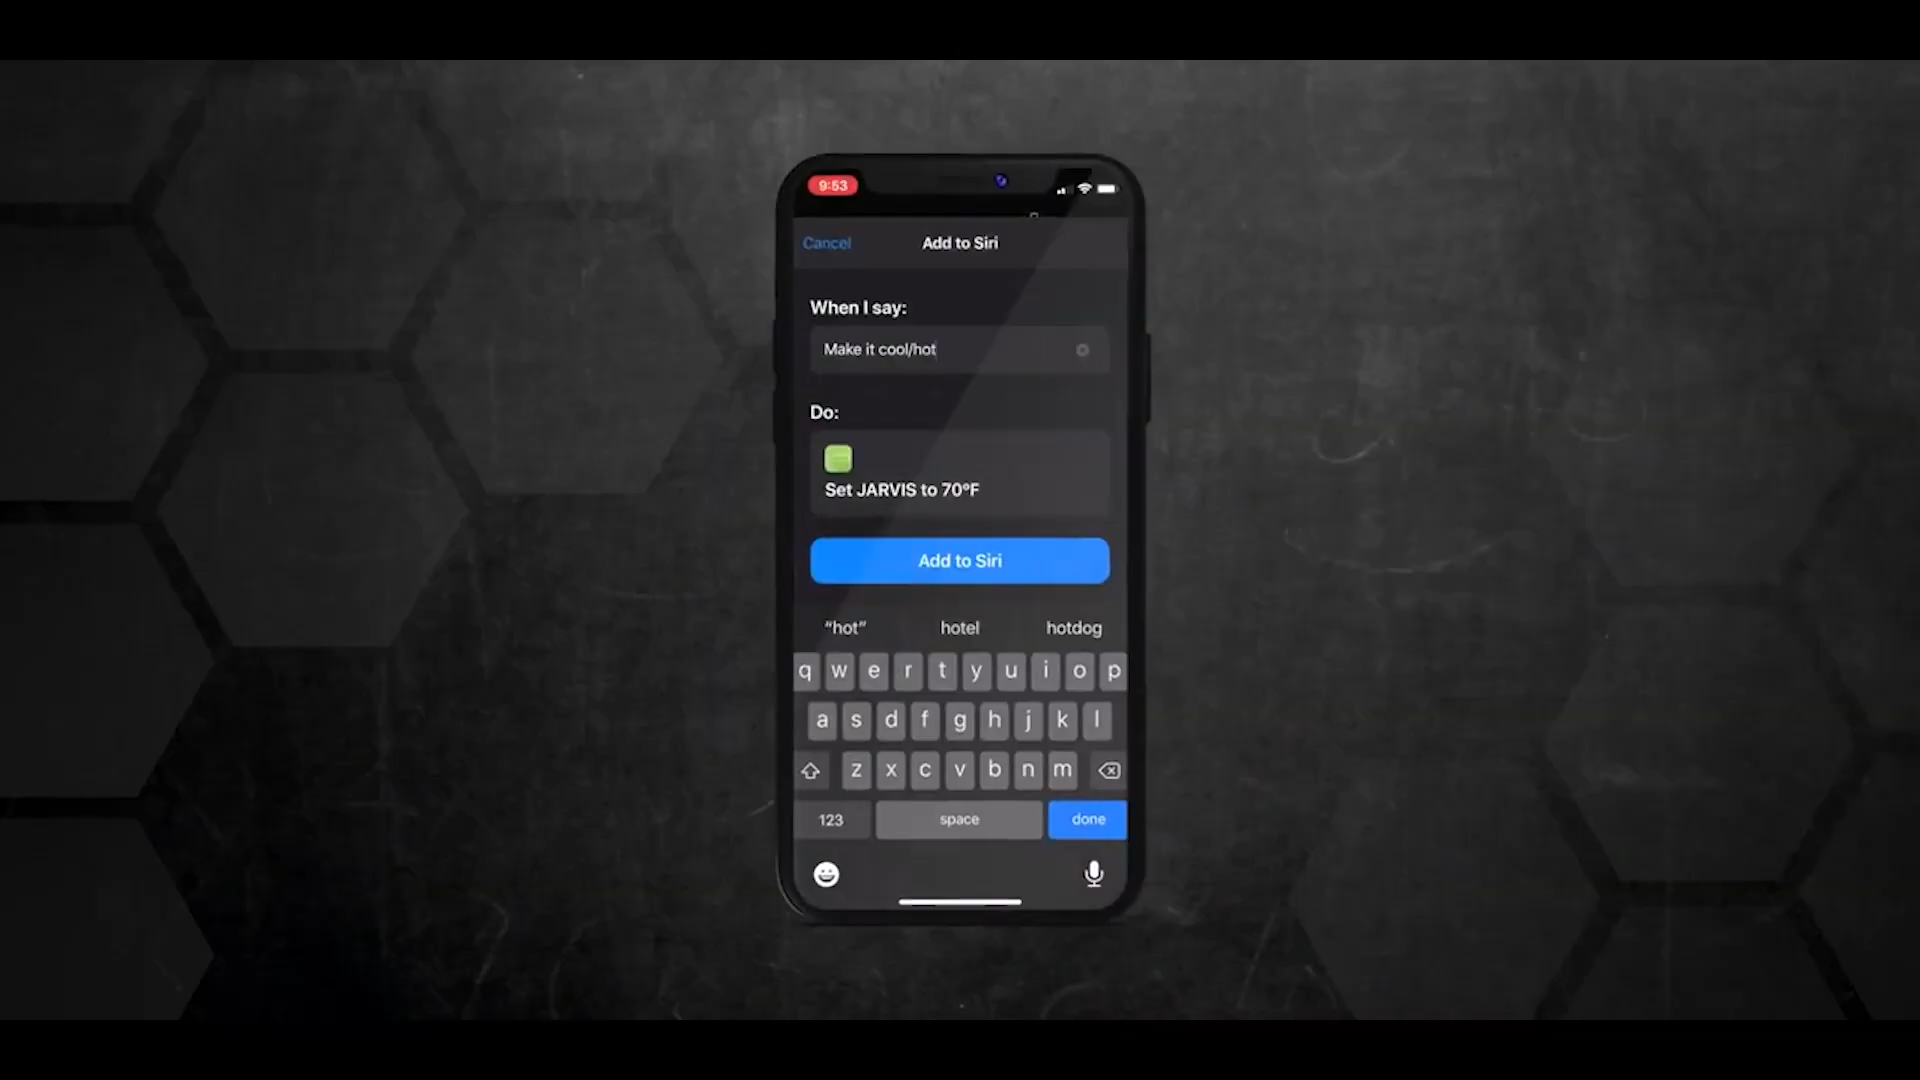 9:53
Cancel
Add to Siri
When I say:
Make it cool/hot
Do:
Set JARVIS to 70°F
Add to Siri
“hot” hotel hotdog
q w e r t y u i o p
a s d f g h j k l
z x c v b n m
123 space done